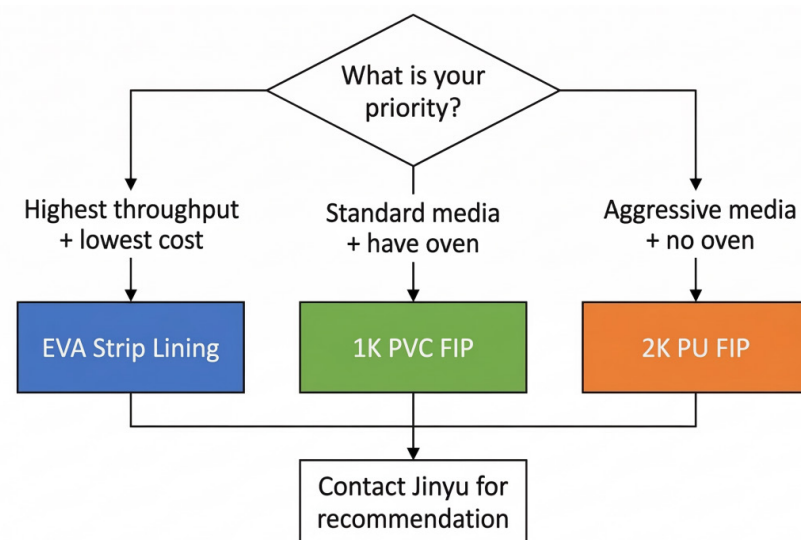 What is your
priority?
Highest throughput
+ lowest cost
Standard media
+ have oven
Aggressive media
+ no oven
EVA Strip Lining
1K PVC FIP
2K PU FIP
Contact Jinyu for
recommendation